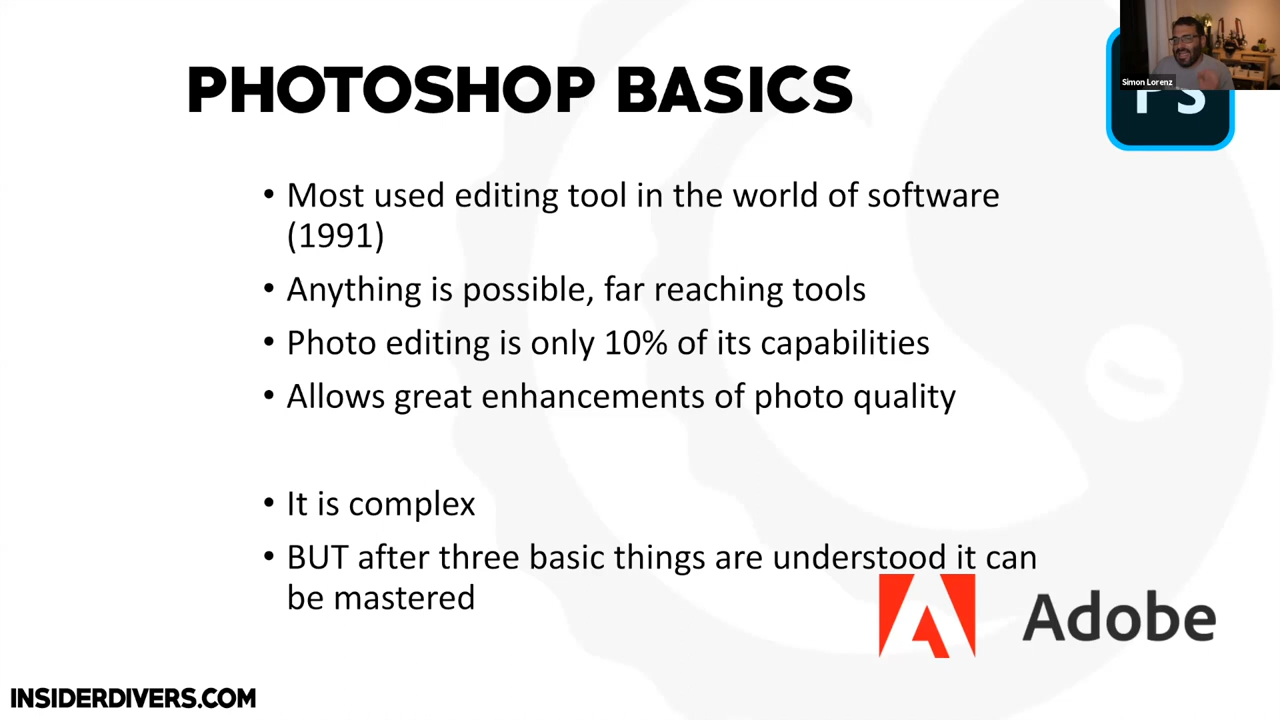 PHOTOSHOP BASICS
Simon Lorenz
PS
• Most used editing tool in the world of software
(1991)
• Anything is possible, far reaching tools
• Photo editing is only 10% of its capabilities
• Allows great enhancements of photo quality
• It is complex
• BUT after three basic things are understood it can
be mastered
Adobe
INSIDERDIVERS.COM